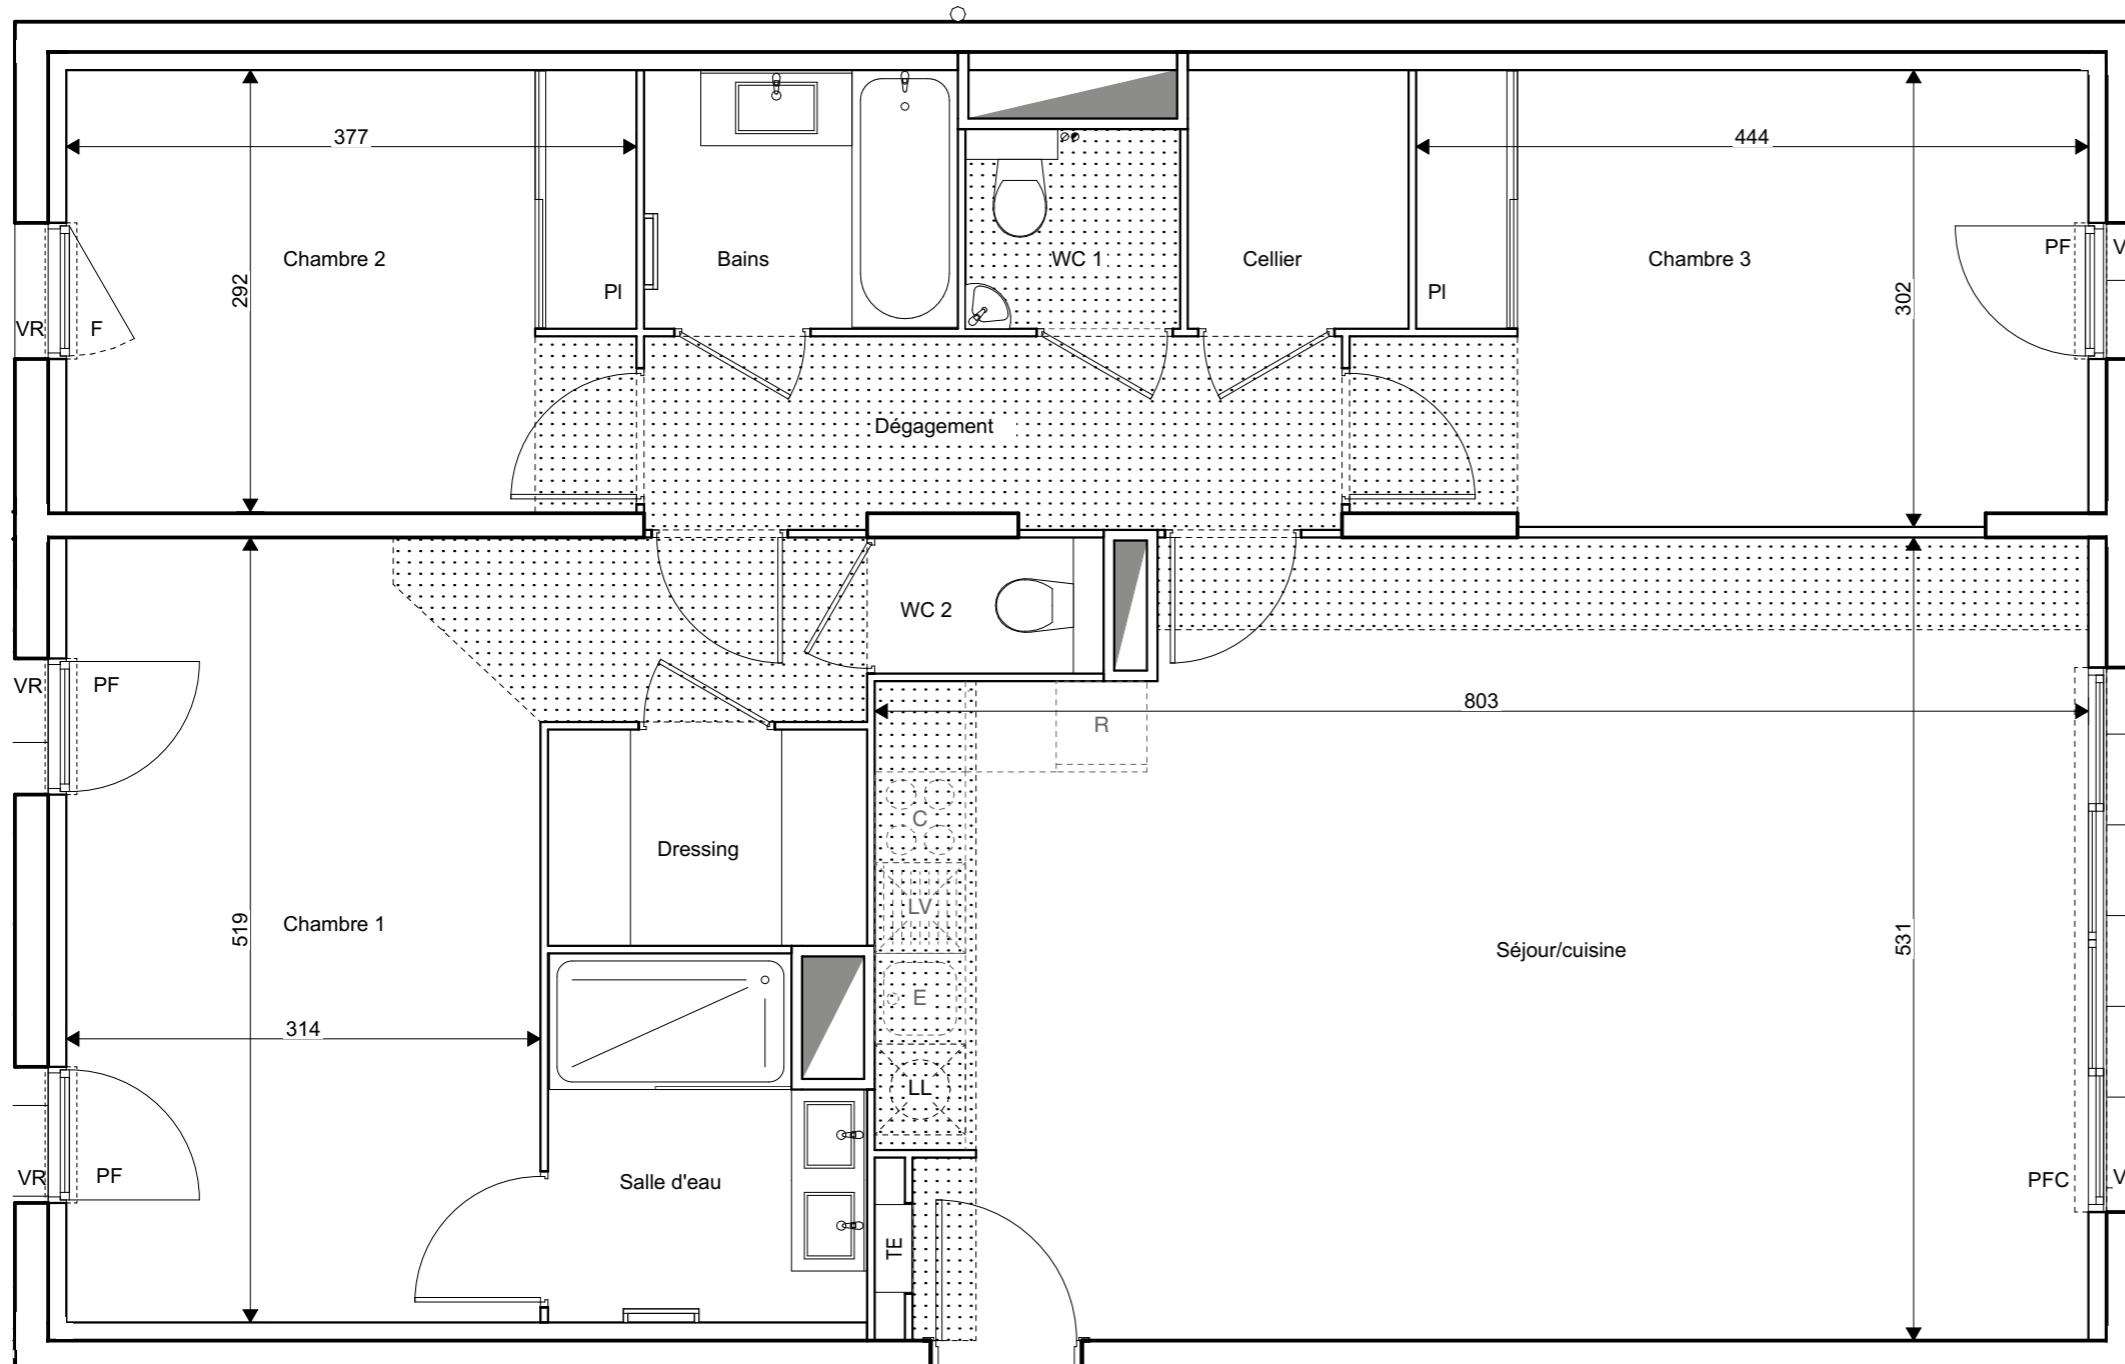 377
444
Chambre 2
Bains
WC 1
Cellier
Chambre 3
PF
V
292
Pl
Pl
302
VR
F
Dégagement
WC 2
VR
PF
803
R
C
Dressing
LV
519
Chambre 1
Séjour/cuisine
531
E
314
LL
VR
PF
Salle d'eau
PFC
V
TE